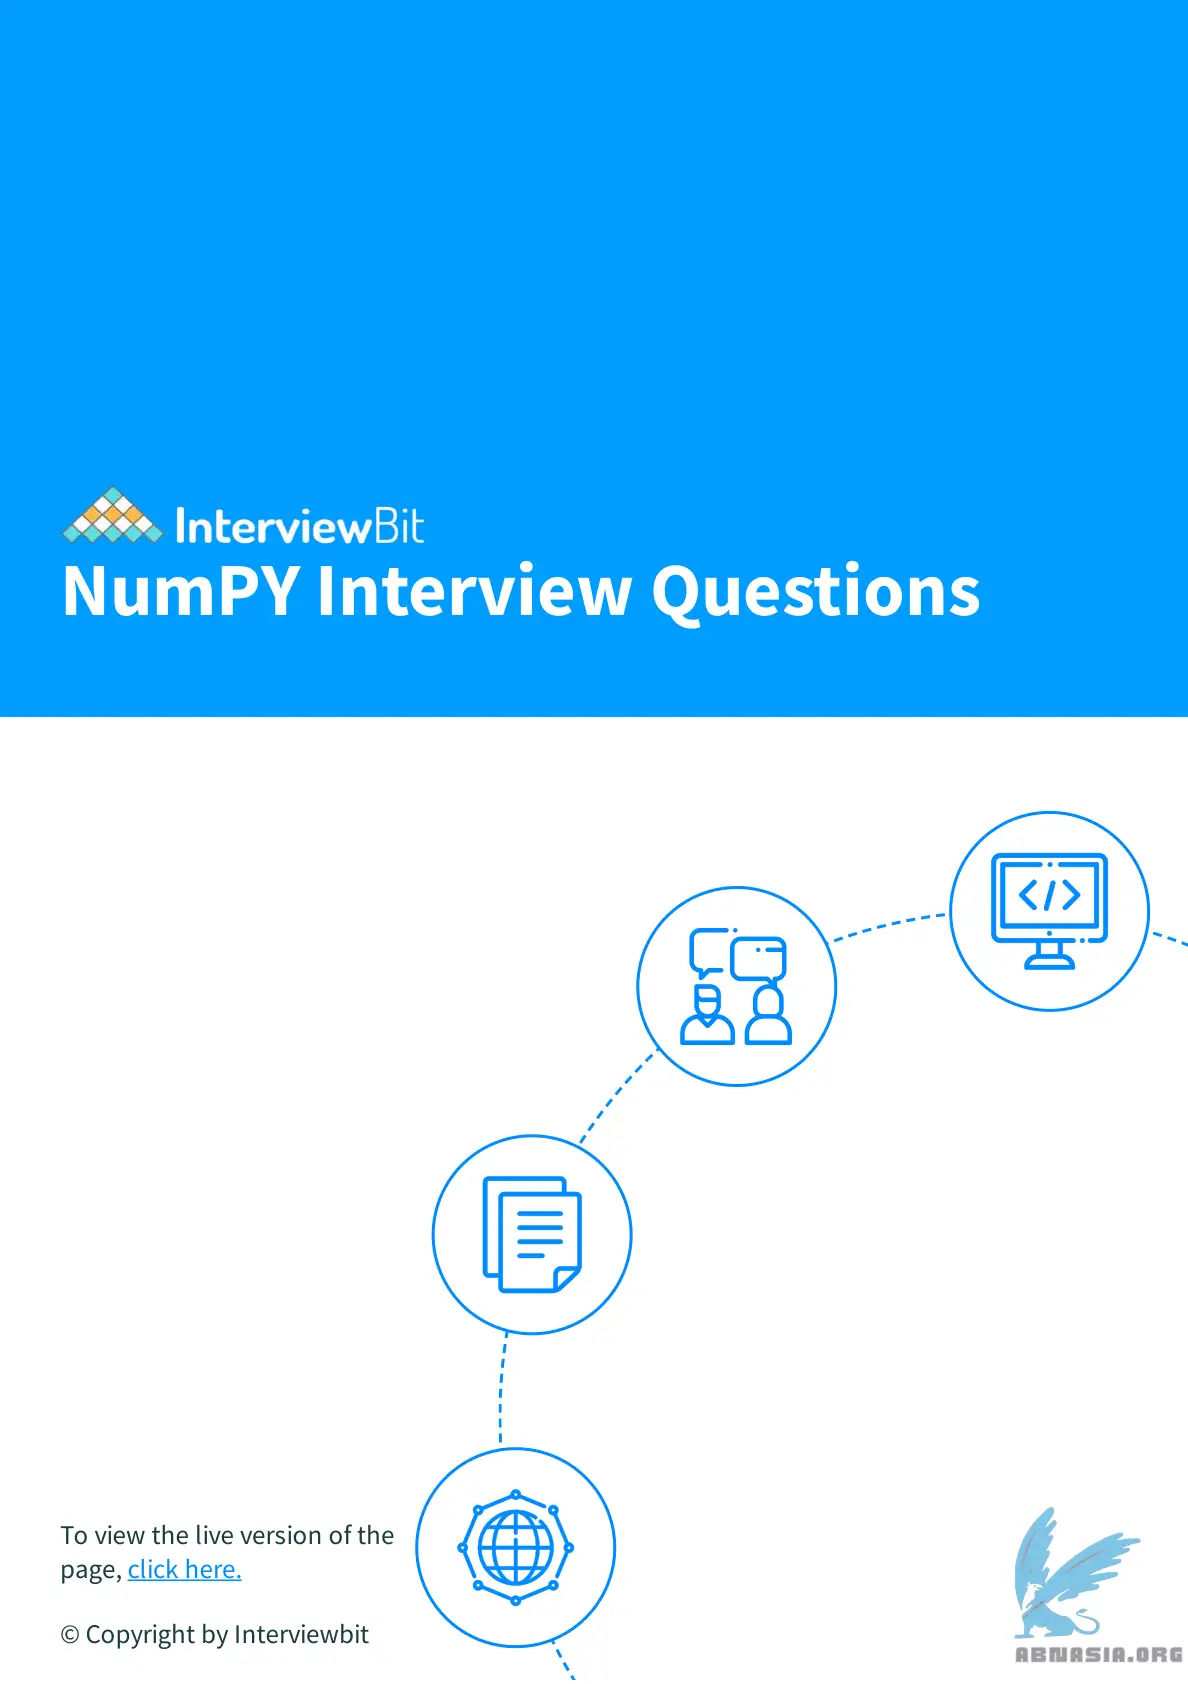 InterviewBit
NumPY Interview Questions
</>
To view the live version of the
page, click here.
© Copyright by Interviewbit
ABNASIA.ORG